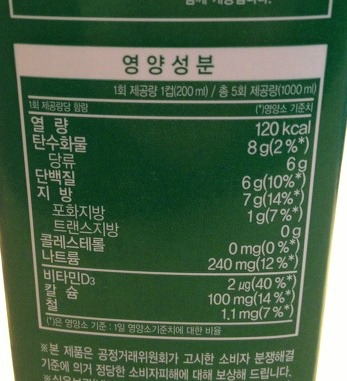 영양성분
1회 제공량 1컵(200 ml) / 총 5회 제공량(1000 ml)
1회 제공량당 함량 (*)영양소 기준치
열 량 120 kcal
탄수화물 8 g(2 %*)
당류 6 g
단백질 6 g(10%*)
지 방 7 g(14%*)
포화지방 1 g(7 %*)
트랜스지방 0 g
콜레스테롤 0 mg(0 %*)
나트륨 240 mg(12 %*)
비타민D3 2 μg(40 %*)
칼 슘 100 mg(14 %*)
철 1.1 mg(7 %*)
(*)은 영양소 기준 : 1일 영양소기준치에 대한 비율
※본 제품은 공정거래위원회가 고시한 소비자 분쟁해결
기준에 의거 정당한 소비자피해에 대해 보상해 드립니다.